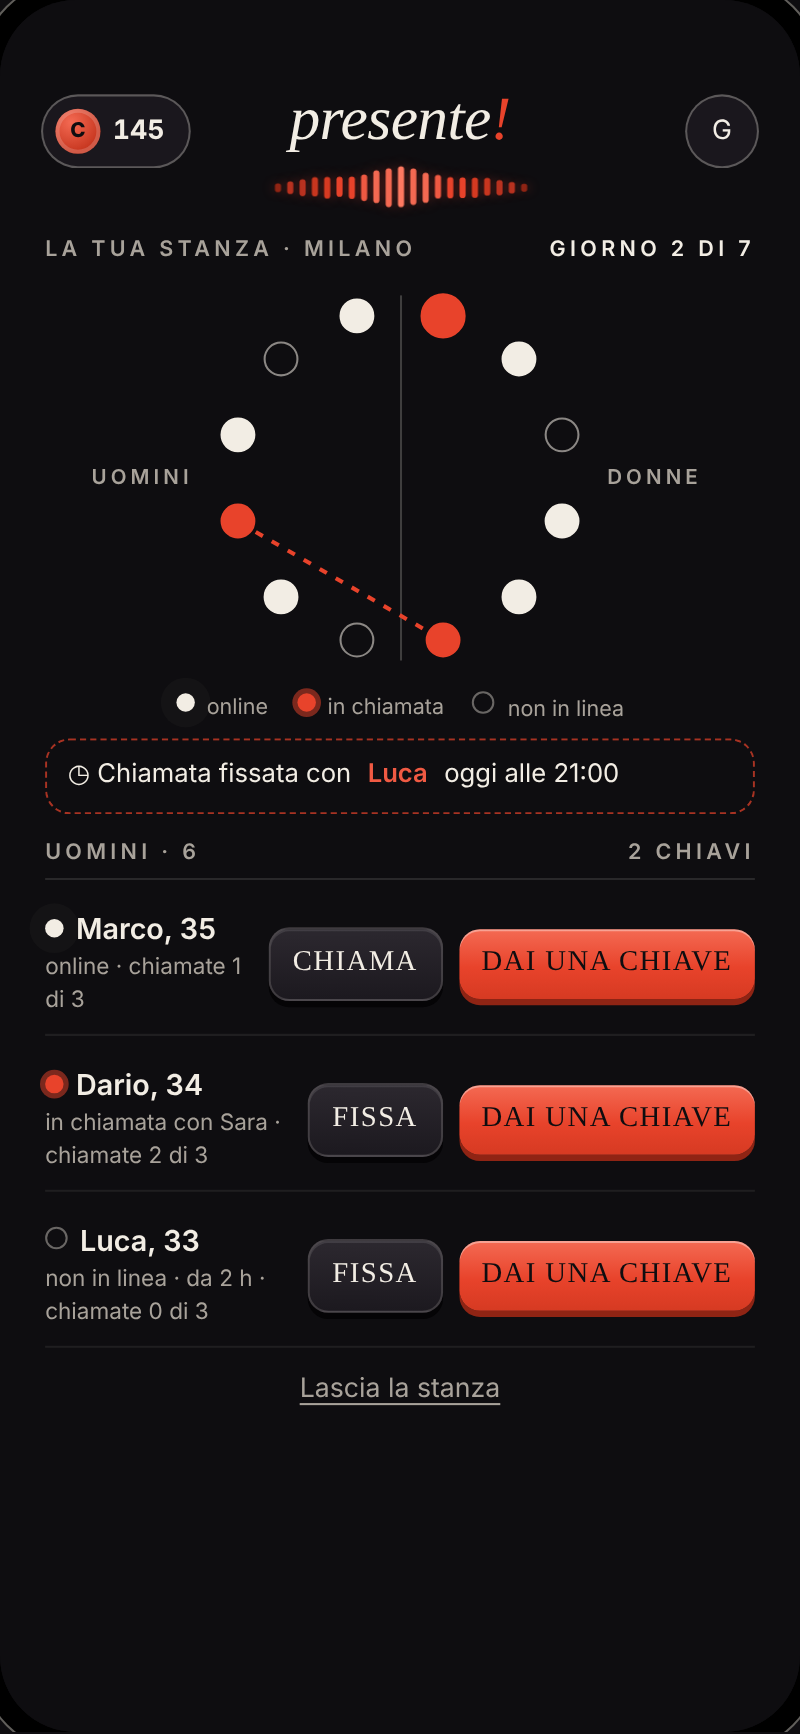 C 145
presente!
G
LA TUA STANZA · MILANO
GIORNO 2 DI 7
UOMINI
DONNE
online in chiamata non in linea
◷ Chiamata fissata con Luca oggi alle 21:00
UOMINI · 6
2 CHIAVI
Marco, 35
online · chiamate 1
di 3
CHIAMA
DAI UNA CHIAVE
Dario, 34
in chiamata con Sara ·
chiamate 2 di 3
FISSA
DAI UNA CHIAVE
Luca, 33
non in linea · da 2 h ·
chiamate 0 di 3
FISSA
DAI UNA CHIAVE
Lascia la stanza